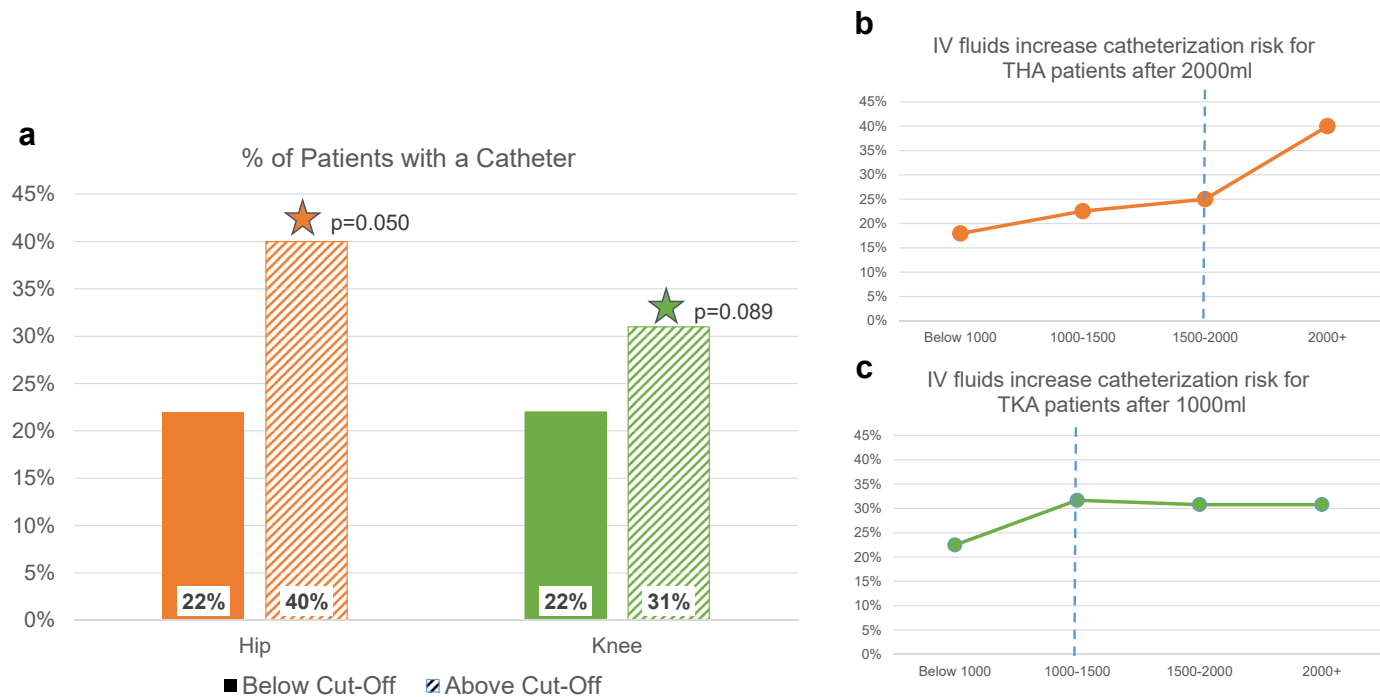 a
% of Patients with a Catheter
45%
40%
35%
30%
25%
20%
15%
10%
5%
0%
p=0.050
p=0.089
22%
40%
22%
31%
Hip
Knee
Below Cut-Off
Above Cut-Off
b
IV fluids increase catheterization risk for
THA patients after 2000ml
45%
40%
35%
30%
25%
20%
15%
10%
5%
0%
Below 1000
1000-1500
1500-2000
2000+
c
IV fluids increase catheterization risk for
TKA patients after 1000ml
45%
40%
35%
30%
25%
20%
15%
10%
5%
0%
Below 1000
1000-1500
1500-2000
2000+